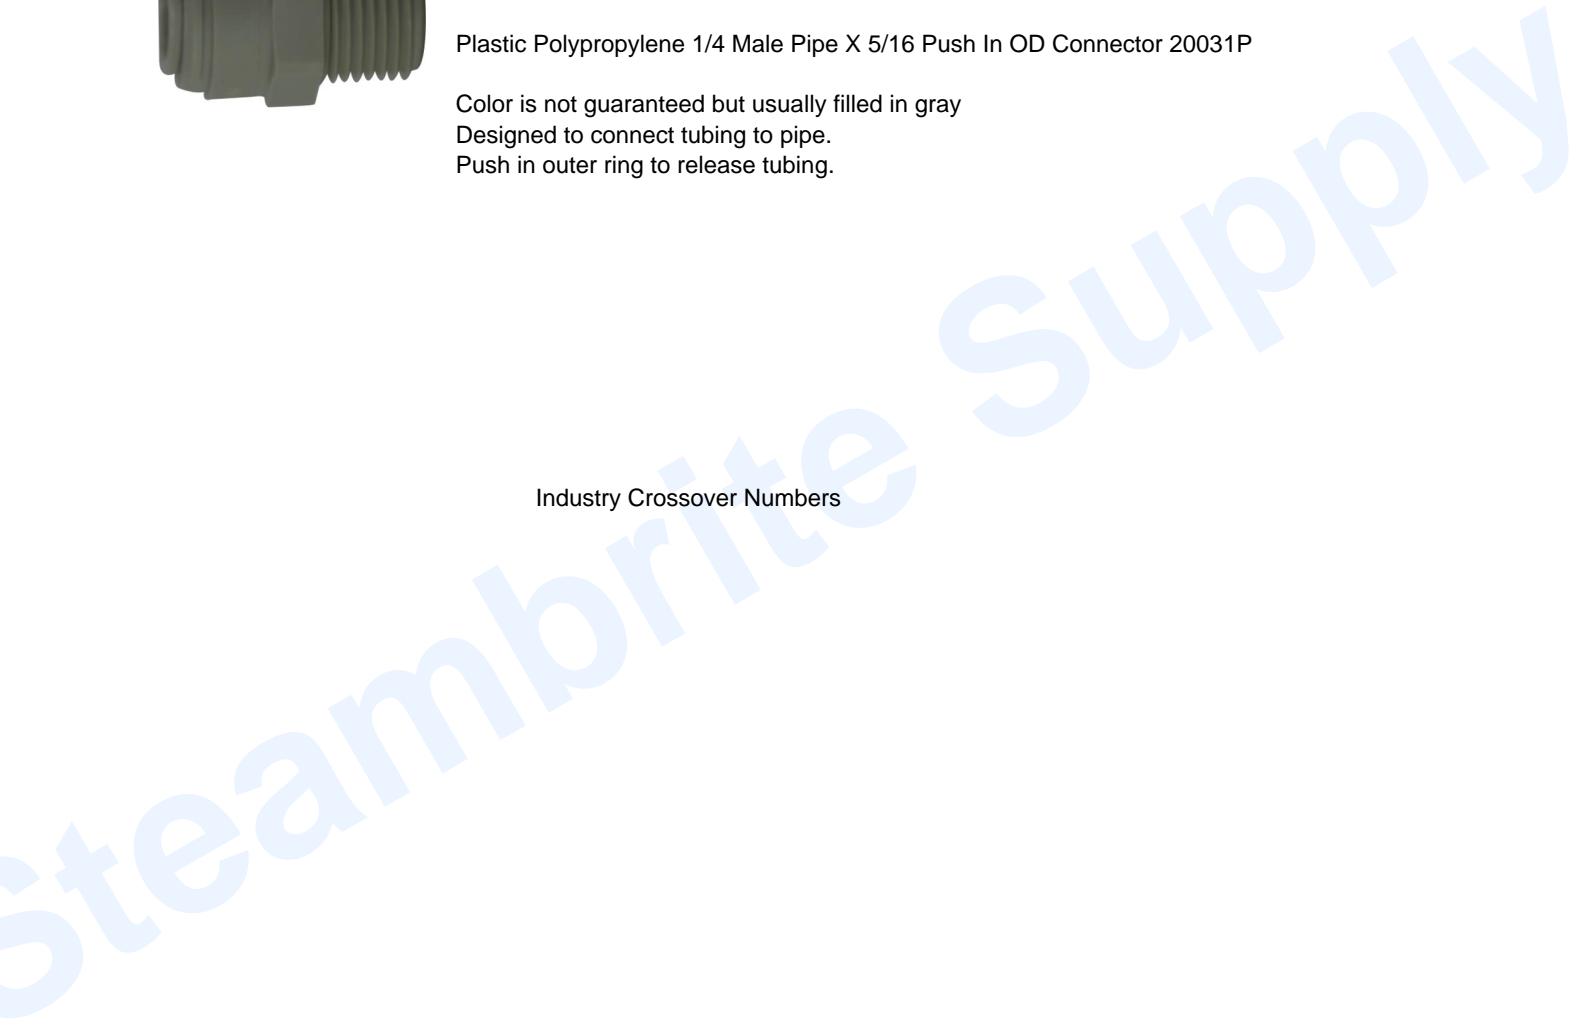 Plastic Polypropylene 1/4 Male Pipe X 5/16 Push In OD Connector 20031P
Color is not guaranteed but usually filled in gray
Designed to connect tubing to pipe.
Push in outer ring to release tubing.
Steambrite Supply
Industry Crossover Numbers